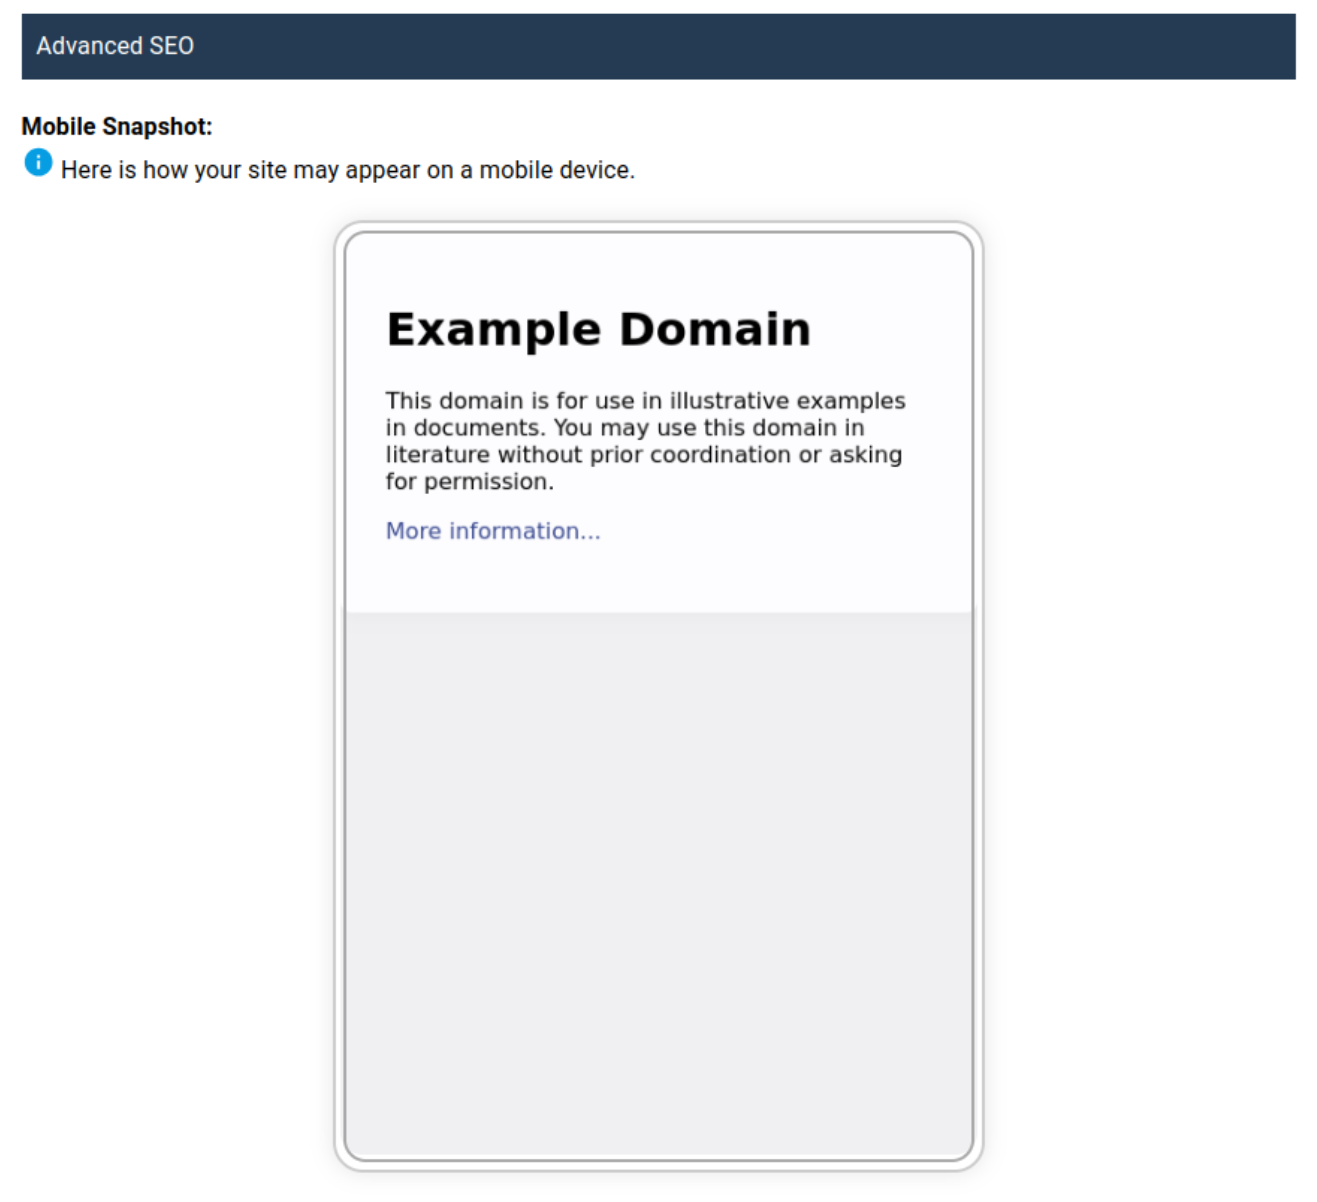 Advanced SEO
Mobile Snapshot:
Here is how your site may appear on a mobile device.
Example Domain
This domain is for use in illustrative examples
in documents. You may use this domain in
literature without prior coordination or asking
for permission.
More information...